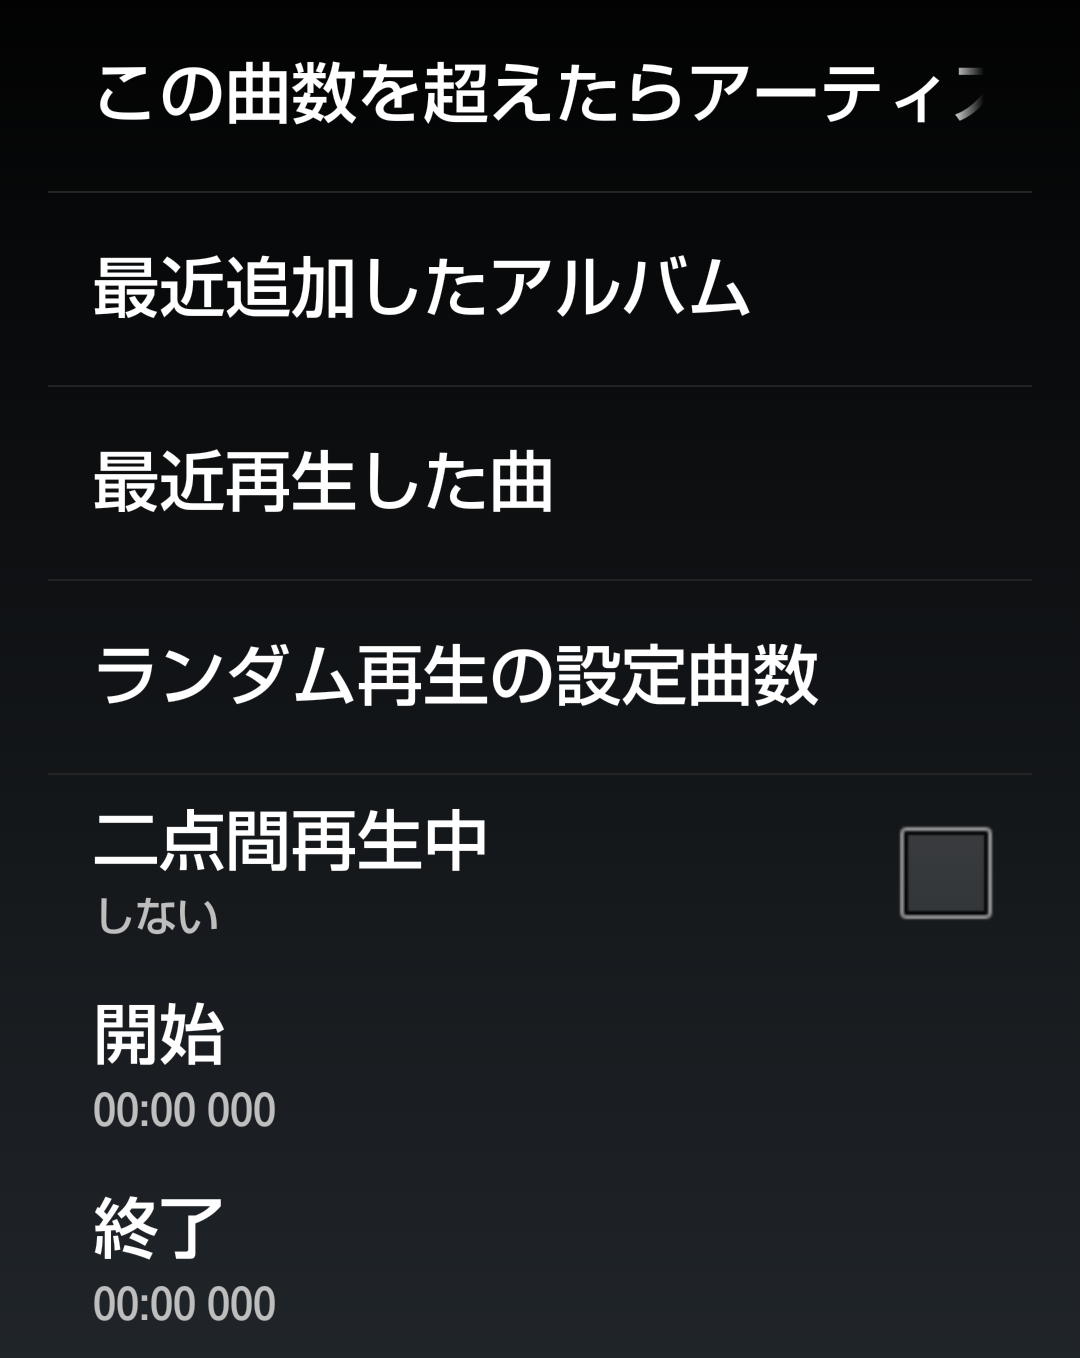 この曲数を超えたらアーティ
最近追加したアルバム
最近再生した曲
ランダム再生の設定曲数
二点間再生中
しない
開始
00:00 000
終了
00:00 000